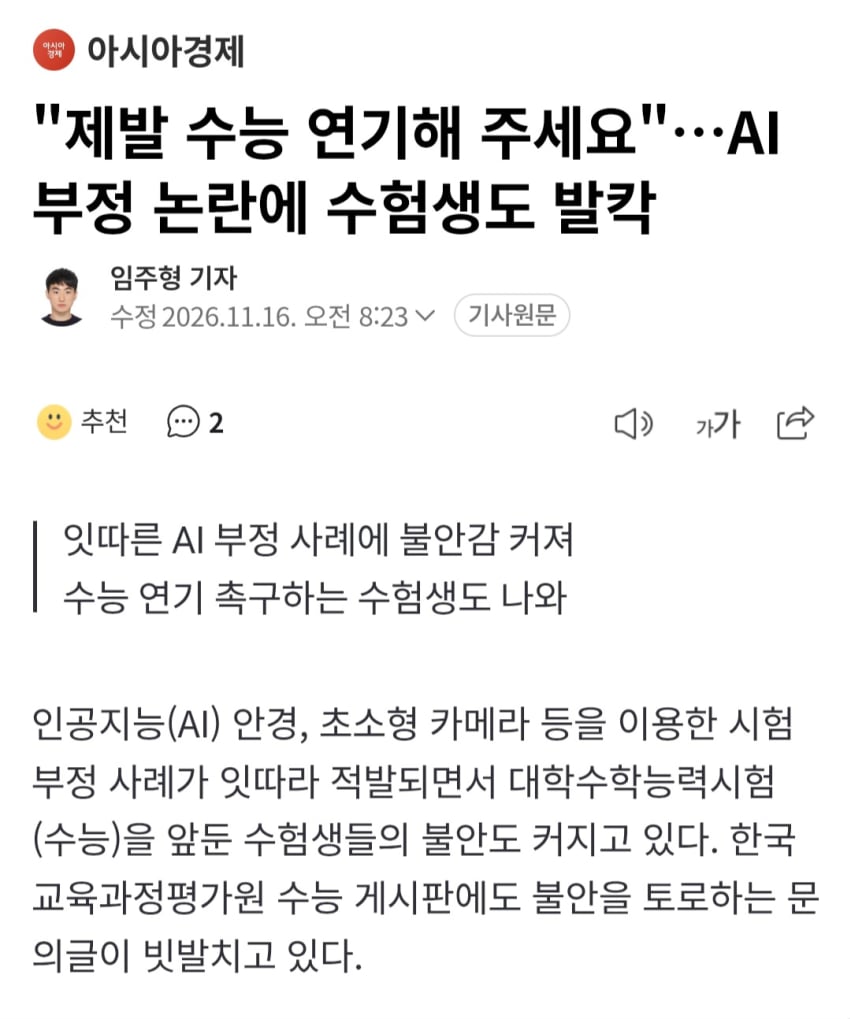 아시아
경제
아시아경제
"제발 수능 연기해 주세요"…AI
부정 논란에 수험생도 발칵
임주형 기자
수정 2026.11.16. 오전 8:23
기사원문
추천
2
가가
잇따른 AI 부정 사례에 불안감 커져
수능 연기 촉구하는 수험생도 나와
인공지능(AI) 안경, 초소형 카메라 등을 이용한 시험
부정 사례가 잇따라 적발되면서 대학수학능력시험
(수능)을 앞둔 수험생들의 불안도 커지고 있다. 한국
교육과정평가원 수능 게시판에도 불안을 토로하는 문
의글이 빗발치고 있다.